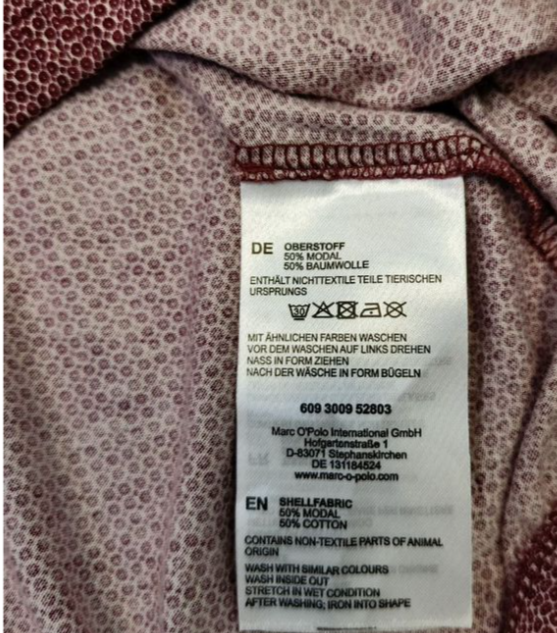 DE OBERSTOFF
50% MODAL
50% BAUMWOLLE
ENTHÄLT NICHTTEXTILE TEILE TIERISCHEN
URSPRUNGS
30
MIT ÄHNLICHEN FARBEN WASCHEN
VOR DEM WASCHEN AUF LINKS DREHEN
NASS IN FORM ZIEHEN
NACH DER WÄSCHE IN FORM BÜGELN
609 3009 52803
Marc O'Polo International GmbH
Hofgartenstraße 1
D-83071 Stephanskirchen
DE 131184524
www.marc-o-polo.com
EN SHELLFABRIC
50% MODAL
50% COTTON
CONTAINS NON-TEXTILE PARTS OF ANIMAL
ORIGIN
WASH WITH SIMILAR COLOURS
WASH INSIDE OUT
STRETCH IN WET CONDITION
AFTER WASHING; IRON INTO SHAPE